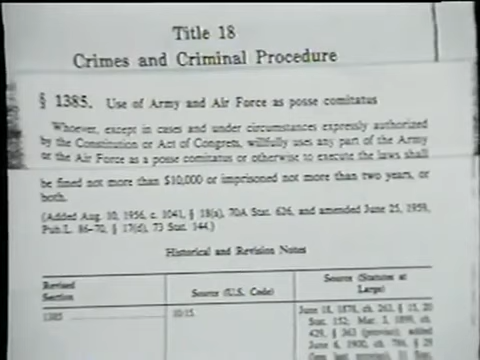 Title 18
Crimes and Criminal Procedure
§ 1385. Use of Army and Air Force as posse comitatus
Whoever, except in cases and under circumstances expressly authorized
by the Constitution or Act of Congress, willfully uses any part of the Army
or the Air Force as a posse comitatus or otherwise to execute the laws shall
be fined not more than $10,000 or imprisoned not more than two years, or
both.
(Added Aug. 10, 1956, c. 1041, § 18(a), 70A Stat. 626, and amended June 25, 1959,
Pub.L. 86-70, § 17(d), 73 Stat. 144.)
Historical and Revision Notes
Revised
Section
Source (U.S. Code)
Source (Statutes at
Large)
1385
10:15
June 18, 1878, ch. 263, § 15, 20
Stat. 152; Mar. 3, 1899, ch.
429, § 363 (proviso); added
June 6, 1900, ch. 786, § 29